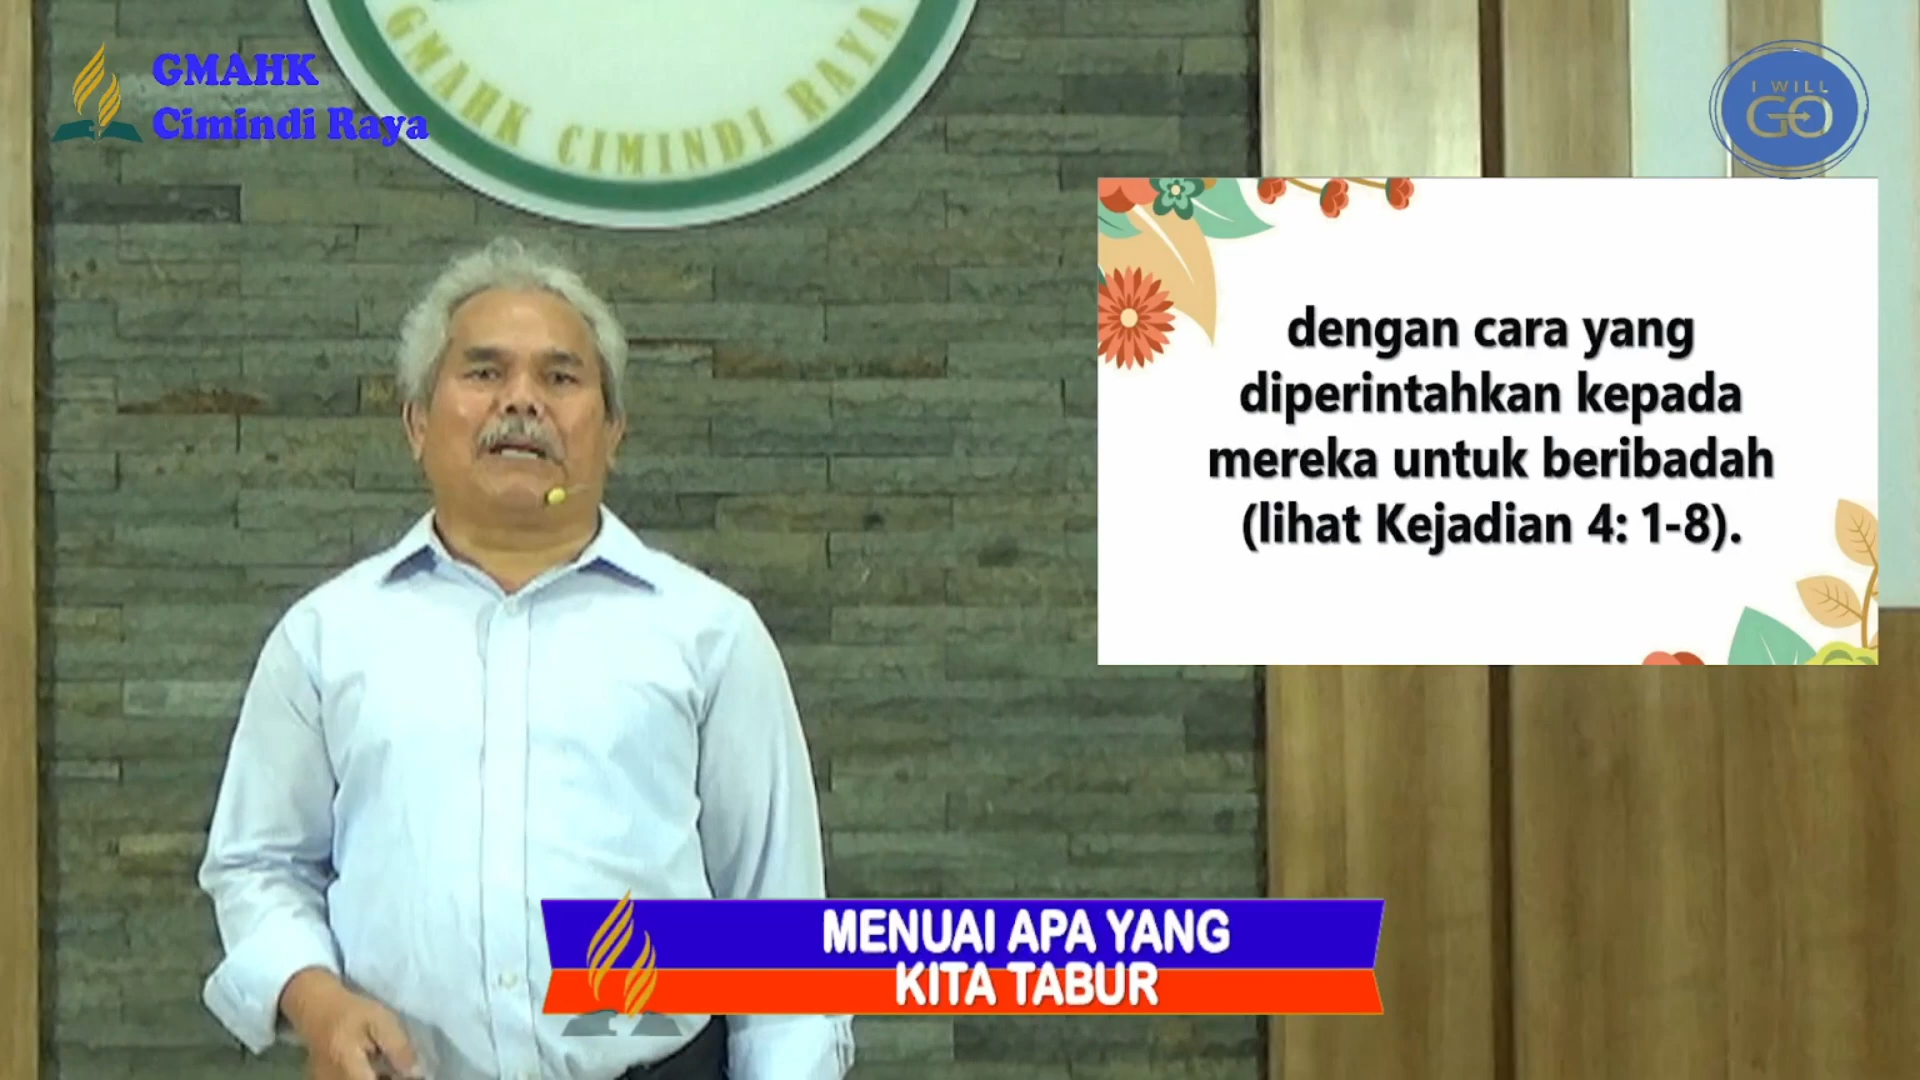 GMAHK
Cimindi Raya
GMAHK CIMINDI RAYA
I WILL
GO
dengan cara yang
diperintahkan kepada
mereka untuk beribadah
(lihat Kejadian 4: 1-8).
MENUAI APA YANG
KITA TABUR